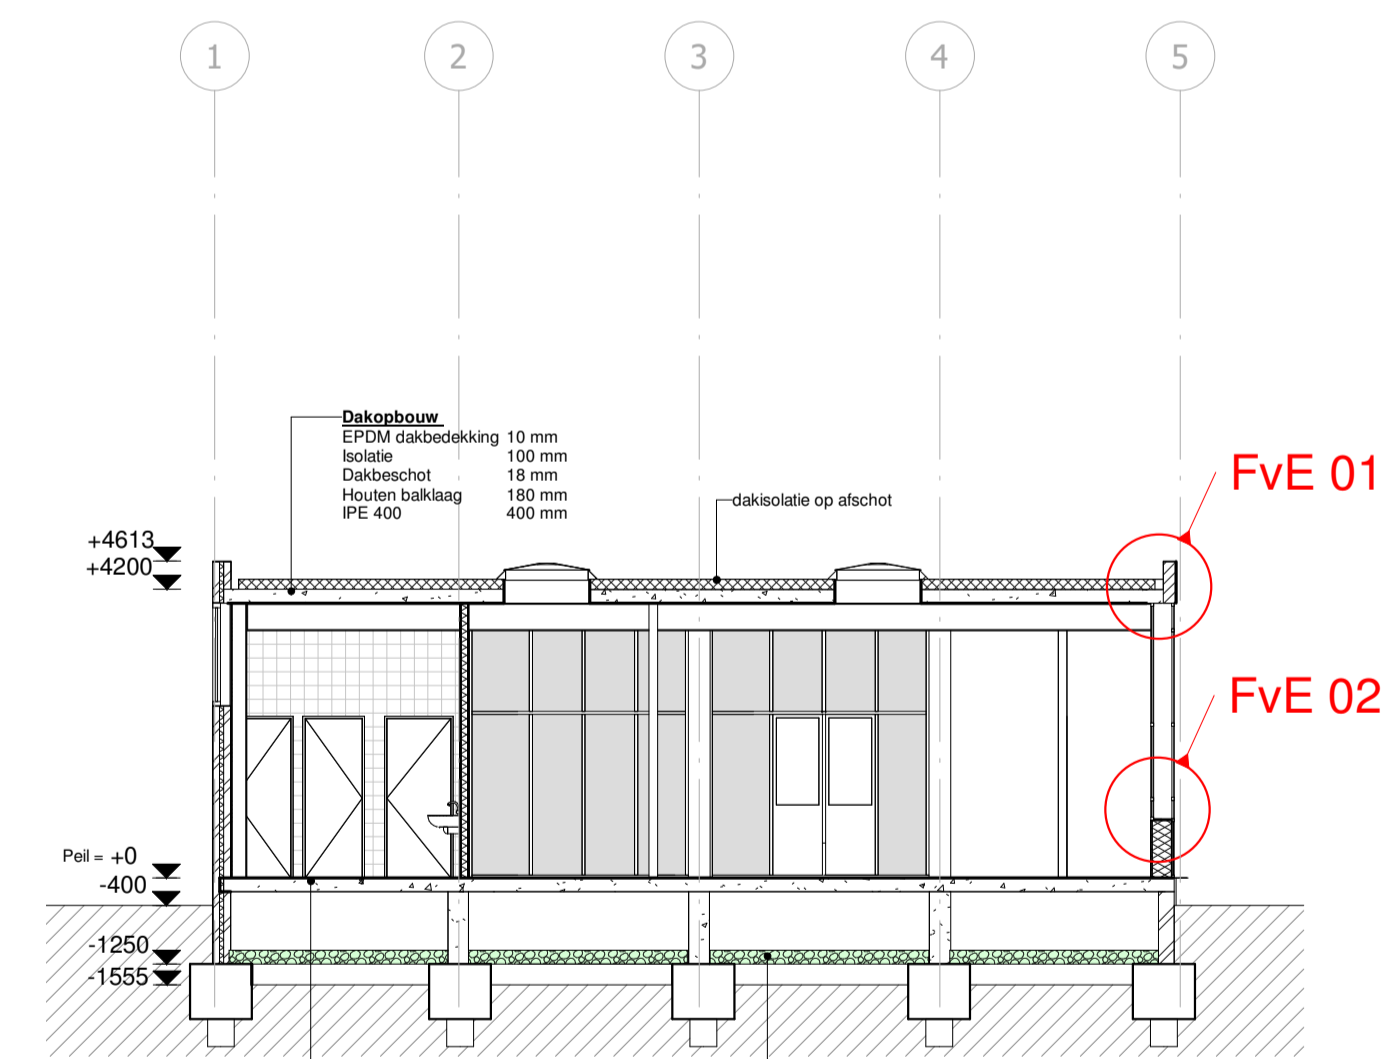 1 2 3 4 5
Dakopbouw
EPDM dakbedekking 10 mm
Isolatie 100 mm
Dakbeschot 18 mm
Houten balklaag 180 mm
IPE 400 400 mm
dakisolatie op afschot
FvE 01
+4613
+4200
FvE 02
Peil = +0
-400
-1250
-1555